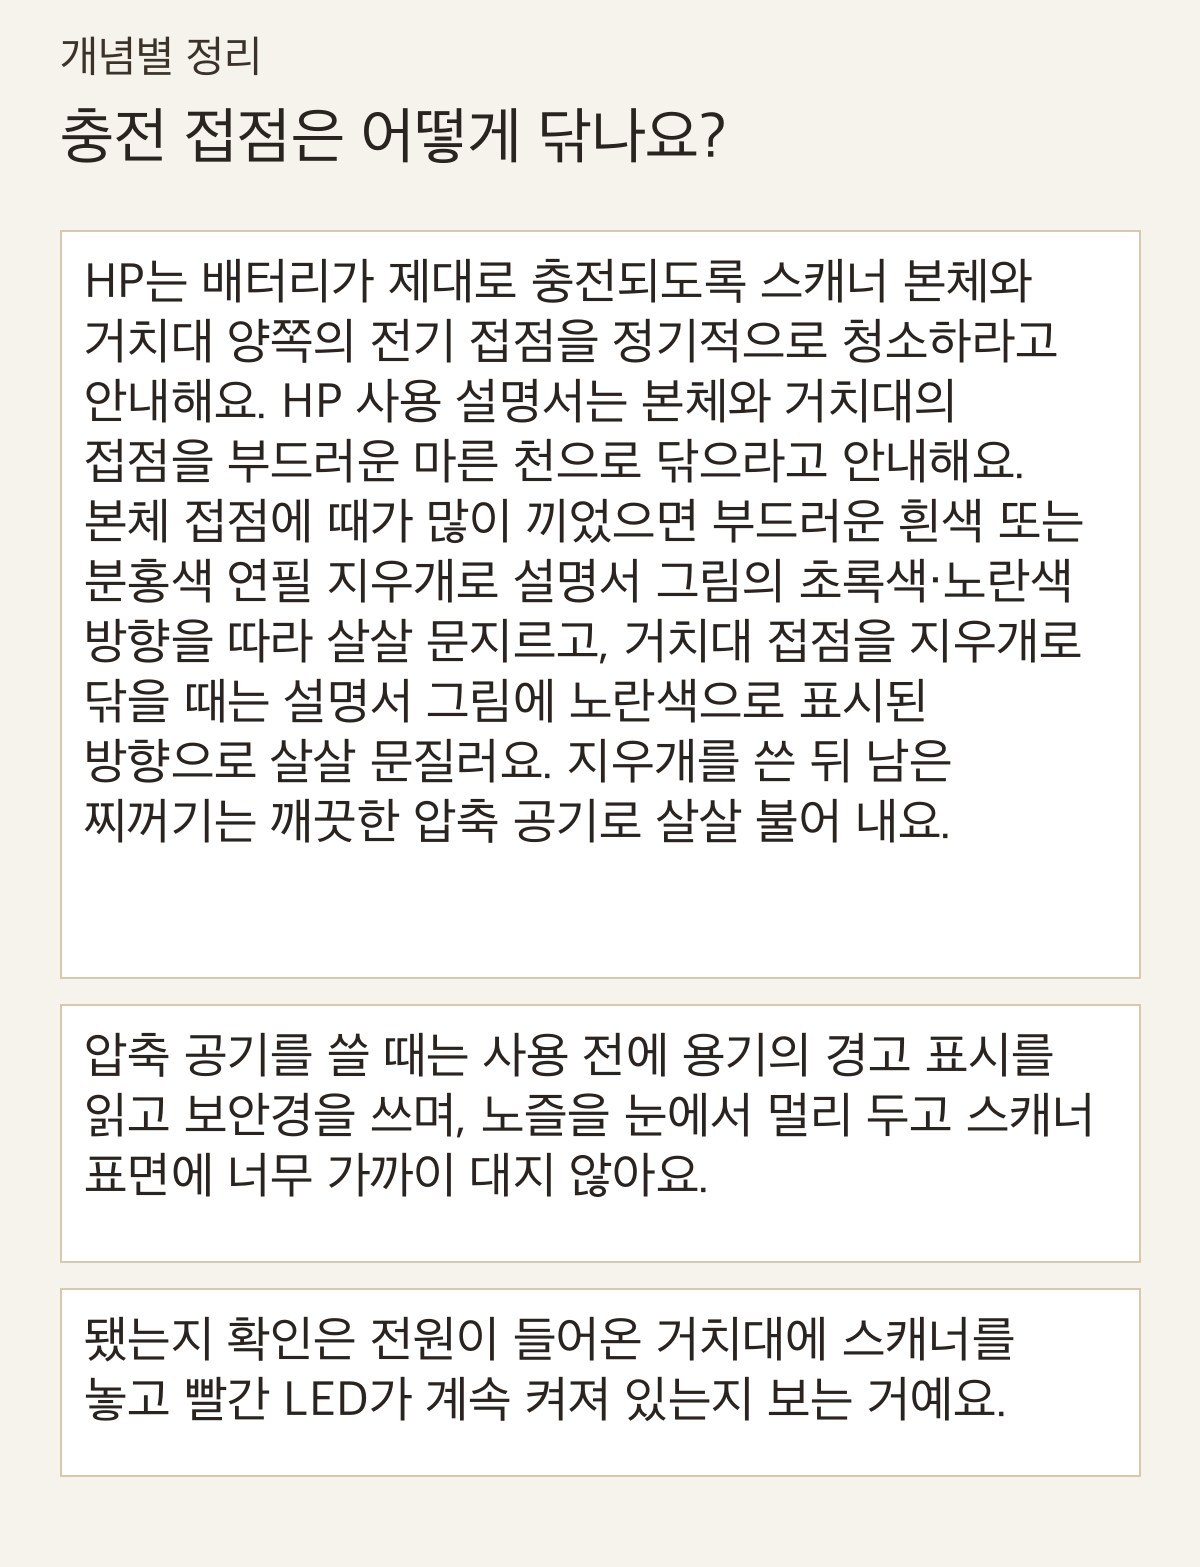 개념별 정리
충전 접점은 어떻게 닦나요?
HP는 배터리가 제대로 충전되도록 스캐너 본체와
거치대 양쪽의 전기 접점을 정기적으로 청소하라고
안내해요. HP 사용 설명서는 본체와 거치대의
접점을 부드러운 마른 천으로 닦으라고 안내해요.
본체 접점에 때가 많이 끼었으면 부드러운 흰색 또는
분홍색 연필 지우개로 설명서 그림의 초록색·노란색
방향을 따라 살살 문지르고, 거치대 접점을 지우개로
닦을 때는 설명서 그림에 노란색으로 표시된
방향으로 살살 문질러요. 지우개를 쓴 뒤 남은
찌꺼기는 깨끗한 압축 공기로 살살 불어 내요.
압축 공기를 쓸 때는 사용 전에 용기의 경고 표시를
읽고 보안경을 쓰며, 노즐을 눈에서 멀리 두고 스캐너
표면에 너무 가까이 대지 않아요.
됐는지 확인은 전원이 들어온 거치대에 스캐너를
놓고 빨간 LED가 계속 켜져 있는지 보는 거예요.